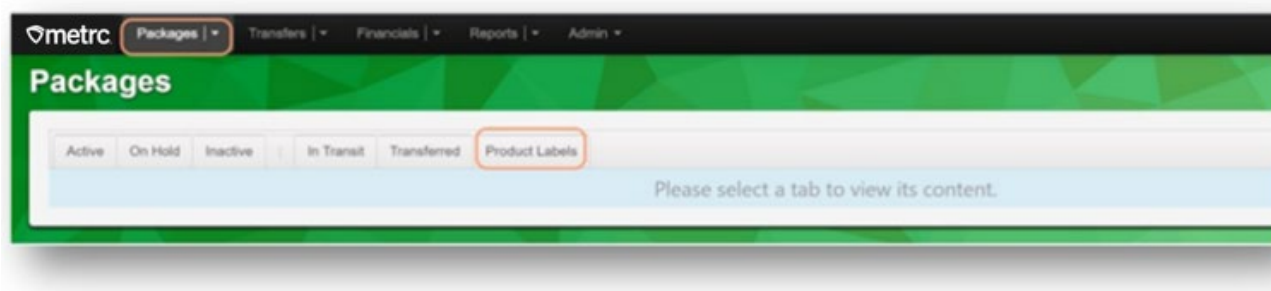 metrc Packages | Transfers | Financials | Reports | Admin
Packages
Active On Hold Inactive In Transit Transferred Product Labels
Please select a tab to view its content.